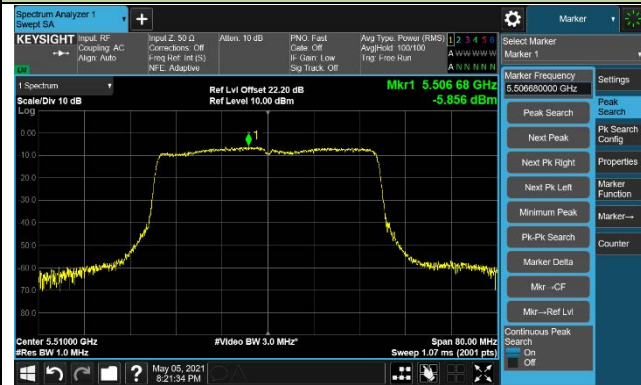 Spectrum Analyzer 1
Swept SA
KEYSIGHT
Input: RF
Coupling: AC
Align: Auto
Input Z: 50 Ω
Corrections: Off
Freq Ref: Int (S)
NFE: Adaptive
Atten: 10 dB
PNO: Fast
Gate: Off
IF Gain: Low
Sig Track: Off
Avg Type: Power (RMS)
Avg|Hold: 100/100
Trig: Free Run
1 2 3 4 5 6
A W W W W W
A N N N N N
1 Spectrum
Scale/Div 10 dB
Ref Lvl Offset 22.20 dB
Ref Level 10.00 dBm
Mkr1 5.506 68 GHz
-5.856 dBm
Log
0.00
-10.0
-20.0
-30.0
-40.0
-50.0
-60.0
-70.0
-80.0
1
Center 5.51000 GHz
#Res BW 1.0 MHz
#Video BW 3.0 MHz*
Span 80.00 MHz
Sweep 1.07 ms (2001 pts)
May 05, 2021
8:21:34 PM
Marker
Select Marker
Marker 1
Marker Frequency
5.506680000 GHz
Peak Search
Next Peak
Next Pk Right
Next Pk Left
Minimum Peak
Pk-Pk Search
Marker Delta
Mkr→CF
Mkr→Ref Lvl
Continuous Peak
Search
On
Off
Settings
Peak
Search
Pk Search
Config
Properties
Marker
Function
Marker→
Counter